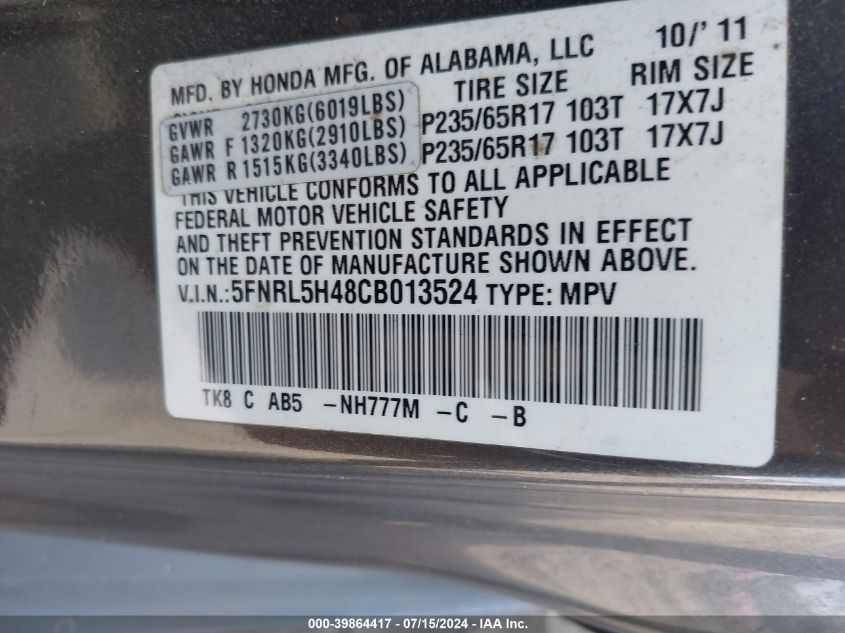 MFD. BY HONDA MFG. OF ALABAMA, LLC 10/'11
TIRE SIZE RIM SIZE
GVWR 2730KG(6019LBS)
GAWR F 1320KG(2910LBS) P235/65R17 103T 17X7J
GAWR R 1515KG(3340LBS) P235/65R17 103T 17X7J
THIS VEHICLE CONFORMS TO ALL APPLICABLE
FEDERAL MOTOR VEHICLE SAFETY
AND THEFT PREVENTION STANDARDS IN EFFECT
ON THE DATE OF MANUFACTURE SHOWN ABOVE.
V.I.N.:5FNRL5H48CB013524 TYPE: MPV
TK8 C AB5 -NH777M -C -B
000-39864417 - 07/15/2024 - IAA Inc.